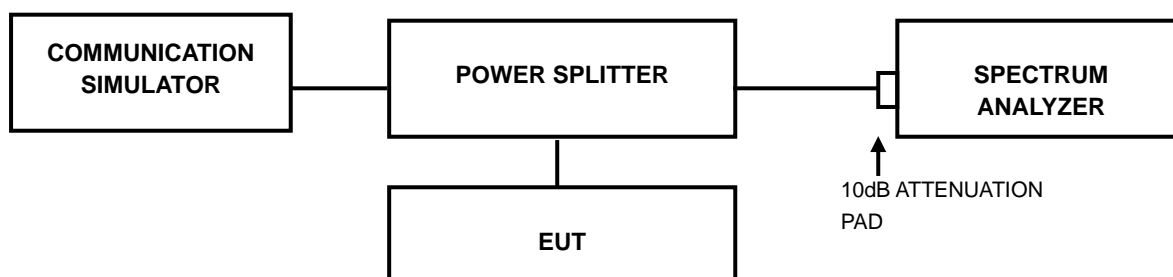 COMMUNICATION
SIMULATOR
POWER SPLITTER
SPECTRUM
ANALYZER
10dB ATTENUATION
PAD
EUT